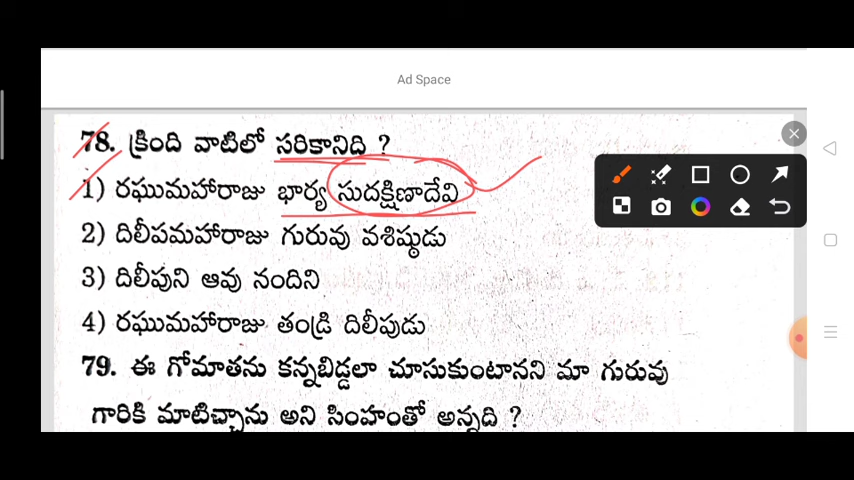 Ad Space
78. క్రింది వాటిలో సరికానిది ?
1) రఘుమహారాజు భార్య సుదక్షిణాదేవి
2) దిలీపమహారాజు గురువు వశిష్ఠుడు
3) దిలీపుని ఆవు నందిని
4) రఘుమహారాజు తండ్రి దిలీపుడు
79. ఈ గోమాతను కన్నబిడ్డలా చూసుకుంటానని మా గురువు
గారికి మాటిచ్చాను అని సింహంతో అన్నది ?